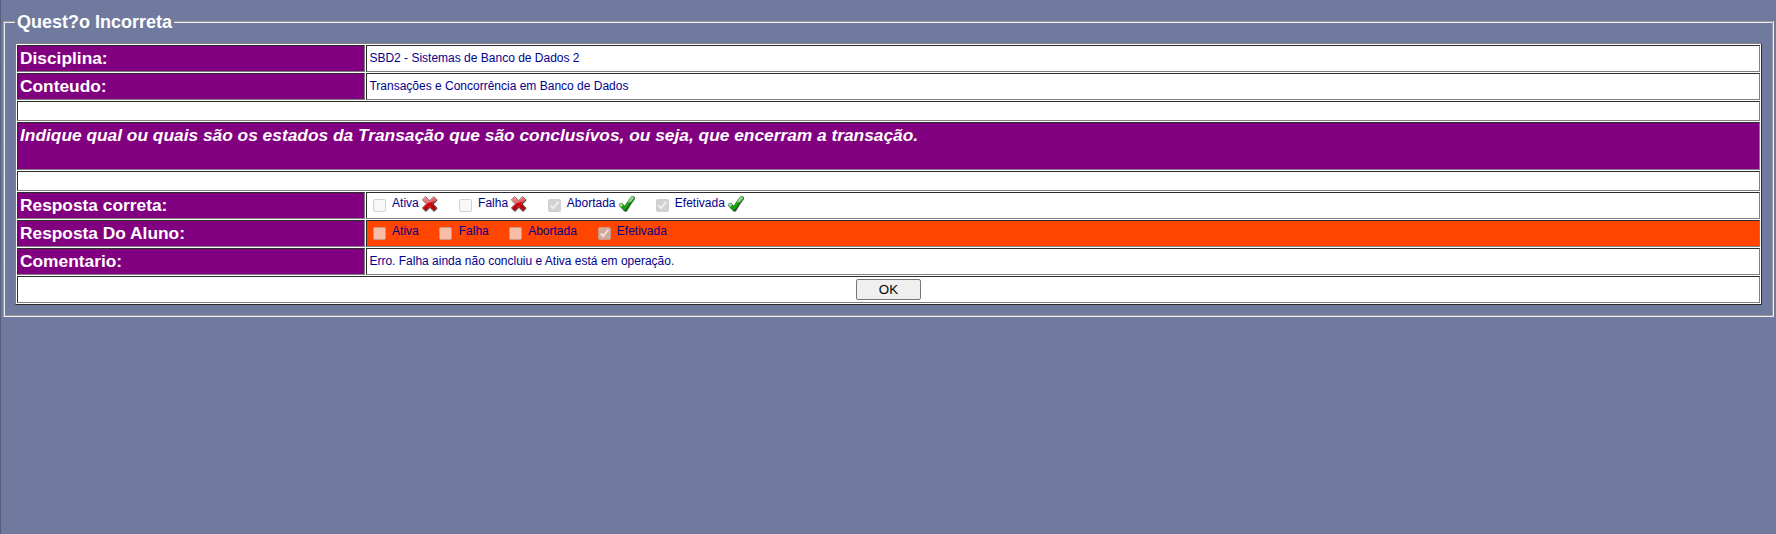 Quest?o Incorreta
Disciplina: SBD2 - Sistemas de Banco de Dados 2
Conteudo: Transações e Concorrência em Banco de Dados
Indique qual ou quais são os estados da Transação que são conclusívos, ou seja, que encerram a transação.
Resposta correta: Ativa Falha Abortada Efetivada
Resposta Do Aluno: Ativa Falha Abortada Efetivada
Comentario: Erro. Falha ainda não concluiu e Ativa está em operação.
OK